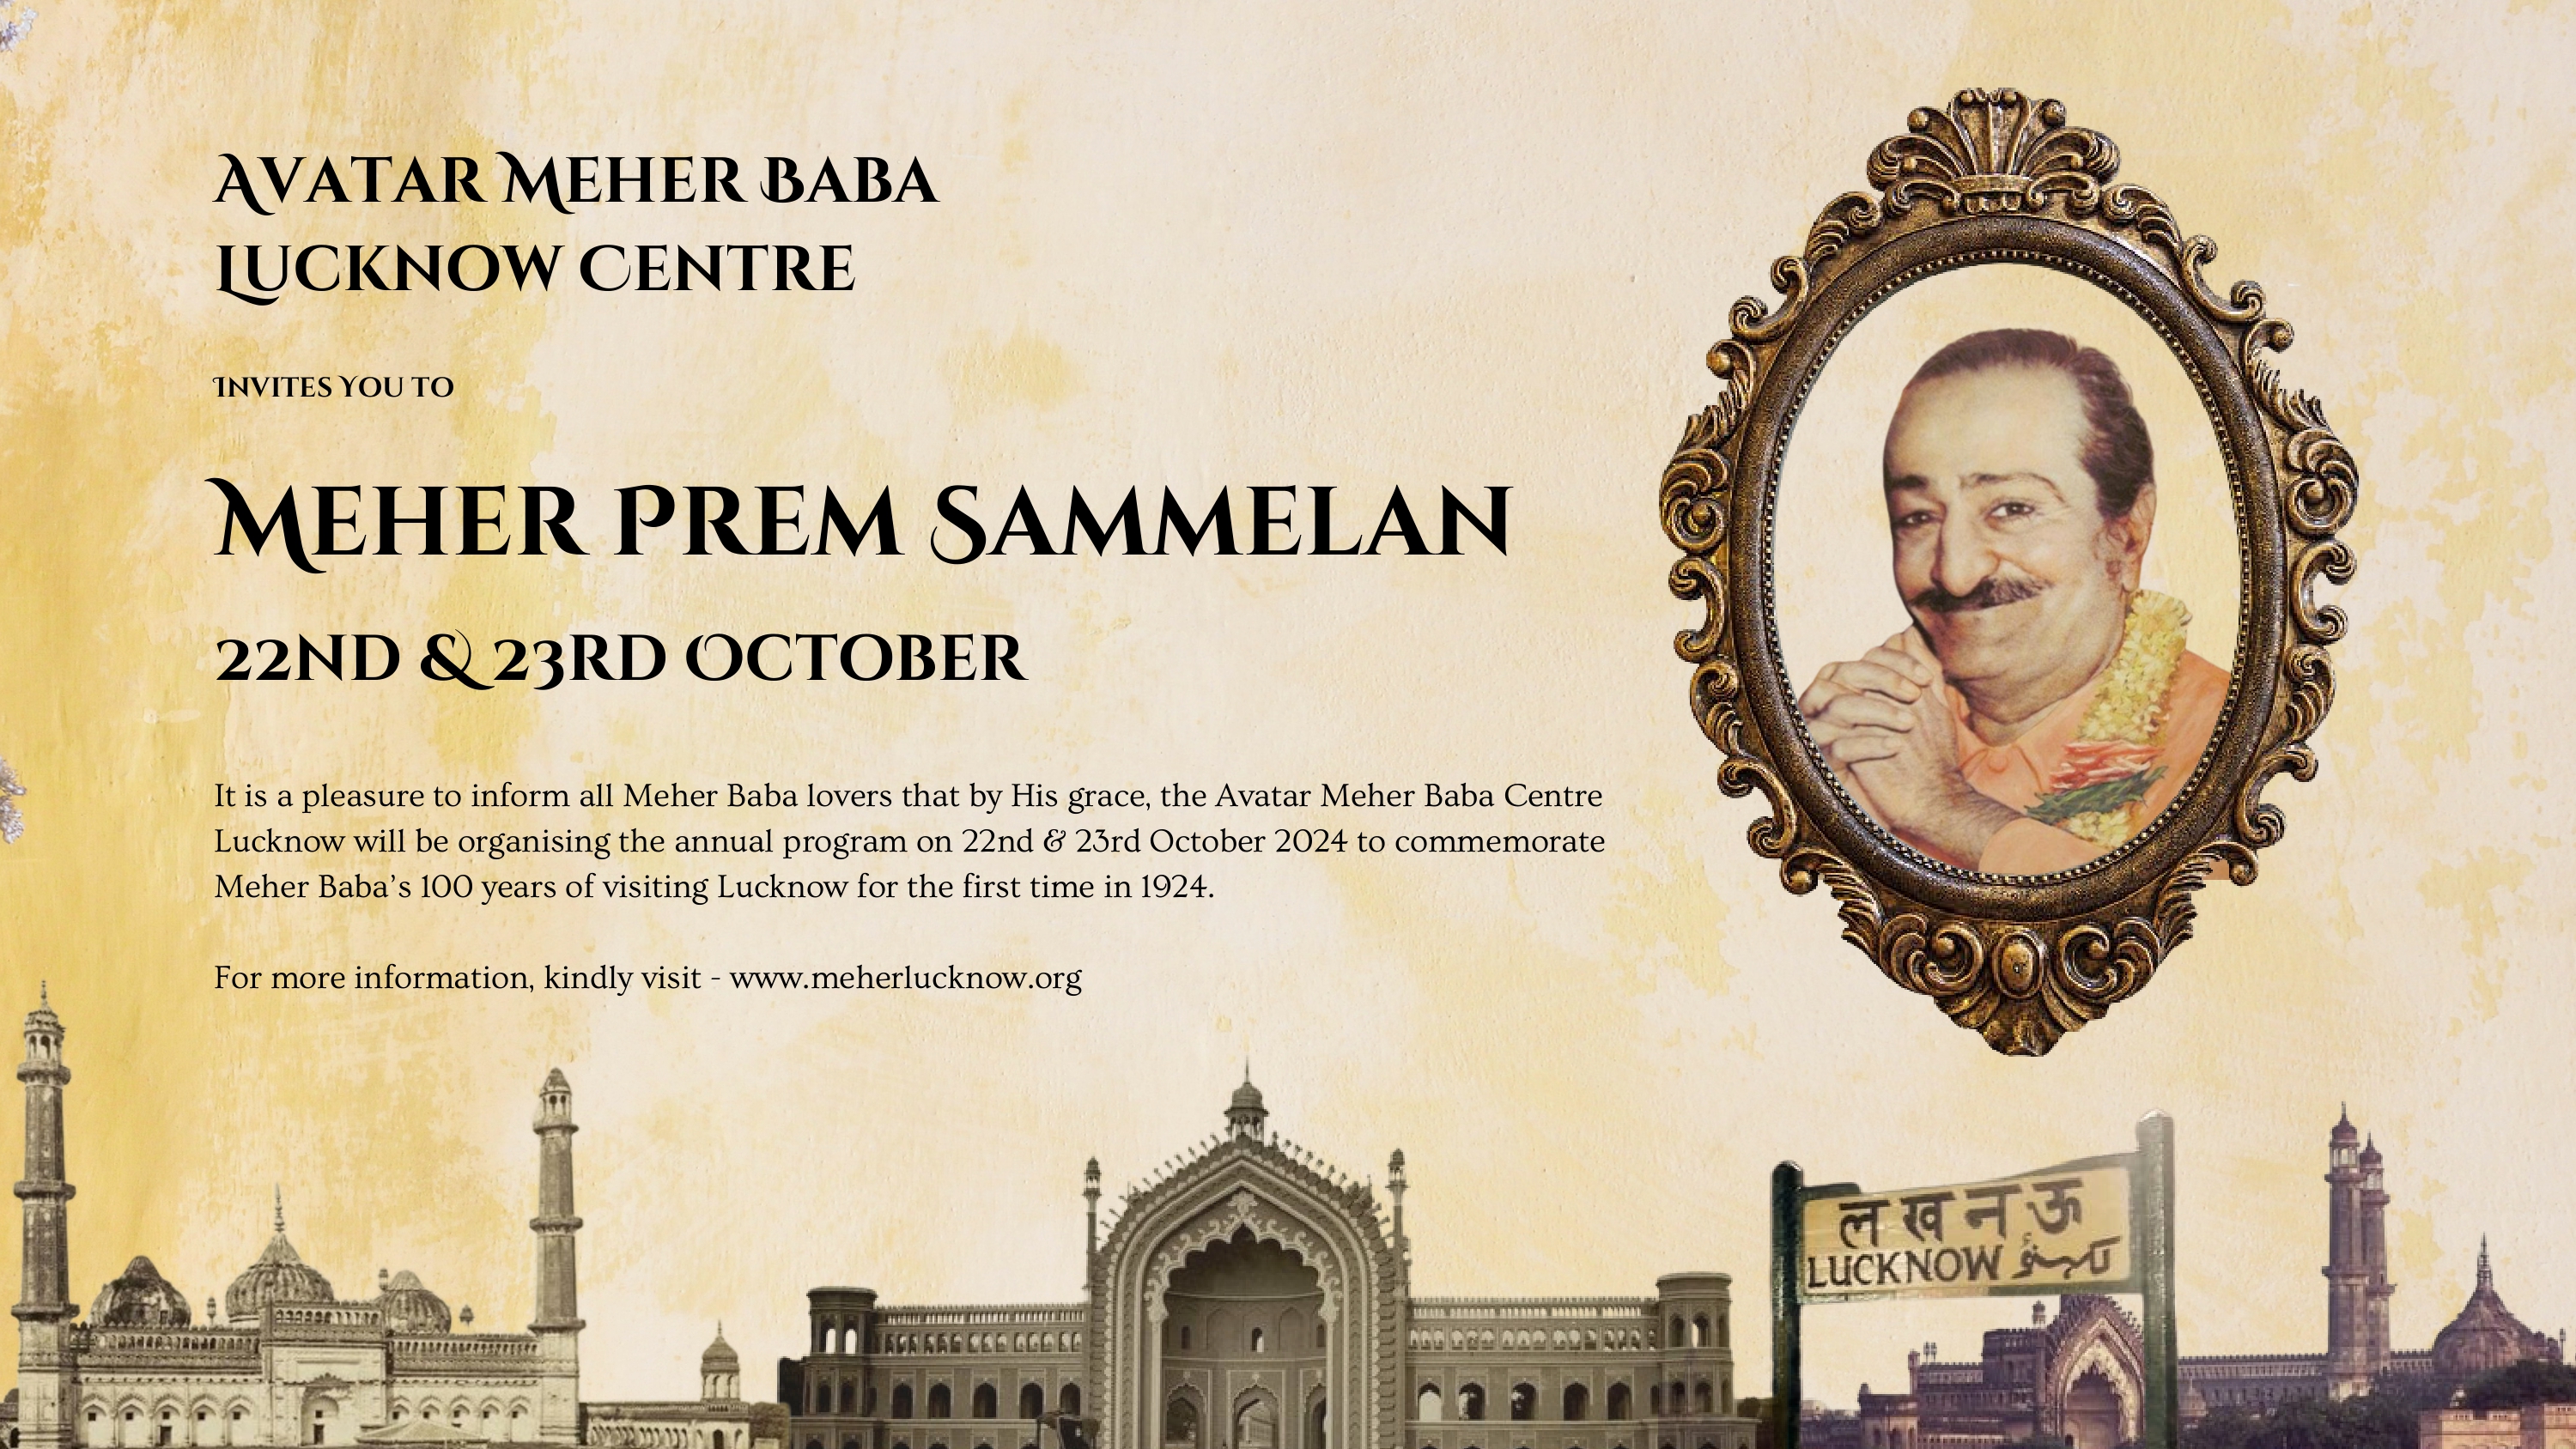 Avatar Meher Baba
Lucknow Centre
Invites You to
Meher Prem Sammelan
22nd & 23rd October
It is a pleasure to inform all Meher Baba lovers that by His grace, the Avatar Meher Baba Centre
Lucknow will be organising the annual program on 22nd & 23rd October 2024 to commemorate
Meher Baba’s 100 years of visiting Lucknow for the first time in 1924.
For more information, kindly visit - www.meherlucknow.org
लखनऊ
LUCKNOW لکہنؤ